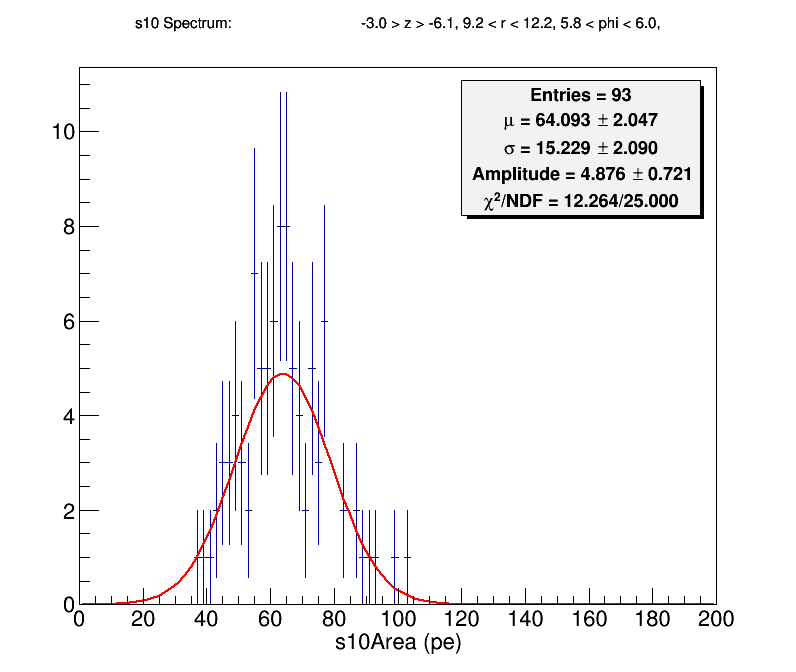 s10 Spectrum: -3.0 > z > -6.1, 9.2 < r < 12.2, 5.8 < phi < 6.0,
Entries = 93
μ = 64.093 ± 2.047
σ = 15.229 ± 2.090
Amplitude = 4.876 ± 0.721
χ²/NDF = 12.264/25.000
10
8
6
4
2
0
0 20 40 60 80 100 120 140 160 180 200
s10Area (pe)